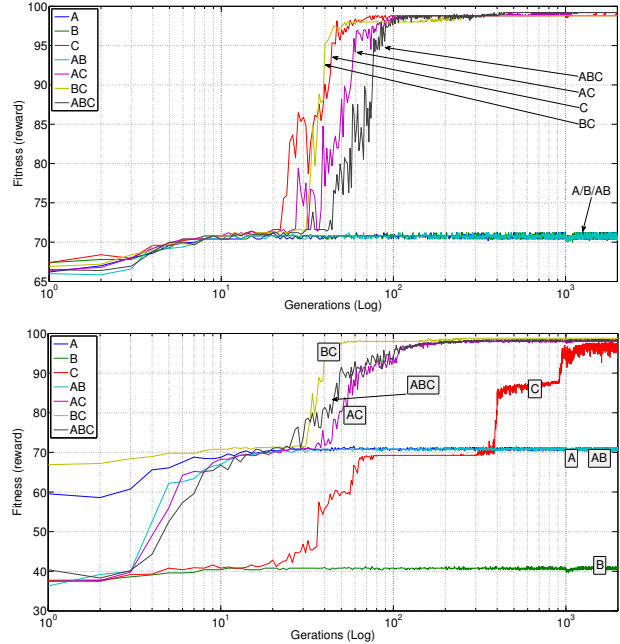 100
95
90
85
80
75
70
65
Fitness (reward)
A
B
C
AB
AC
BC
ABC
ABC
AC
C
BC
A/B/AB
10^0
10^1
10^2
10^3
Generations (Log)
100
90
80
70
60
50
40
30
Fitness (reward)
A
B
C
AB
AC
BC
ABC
BC
ABC
AC
C
A
AB
B
10^0
10^1
10^2
10^3
Gerations (Log)